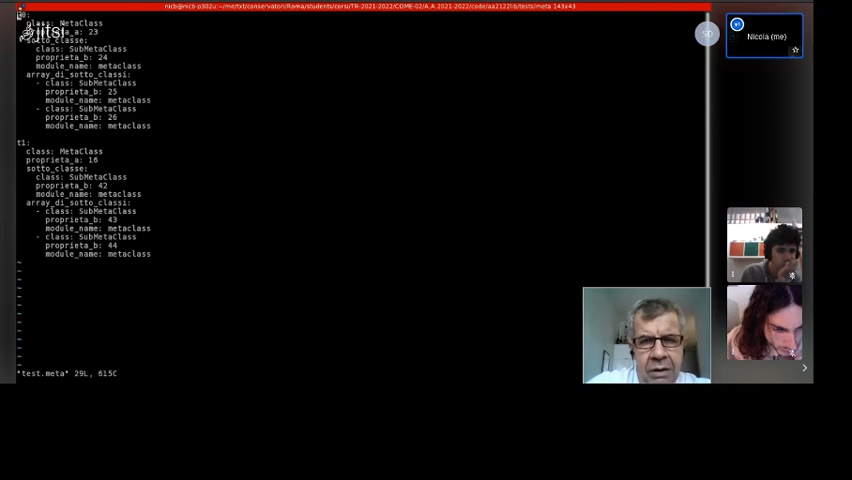 nicb@nicb-p302u:~/me/txt/conservatori/Roma/students/corsi/TR-2021-2022/COME-02/A.A.2021-2022/code/aa2122lib/tests/meta 143x43
t0:
class: MetaClass
proprieta_a: 23
sotto_classe:
class: SubMetaClass
proprieta_b: 24
module_name: metaclass
array_di_sotto_classi:
- class: SubMetaClass
proprieta_b: 25
module_name: metaclass
- class: SubMetaClass
proprieta_b: 26
module_name: metaclass
t1:
class: MetaClass
proprieta_a: 16
sotto_classe:
class: SubMetaClass
proprieta_b: 42
module_name: metaclass
array_di_sotto_classi:
- class: SubMetaClass
proprieta_b: 43
module_name: metaclass
- class: SubMetaClass
proprieta_b: 44
module_name: metaclass
~
~
~
~
~
~
~
~
~
~
~
~
~
"test.meta" 29L, 615C
jitsi
SD
Nicola (me)